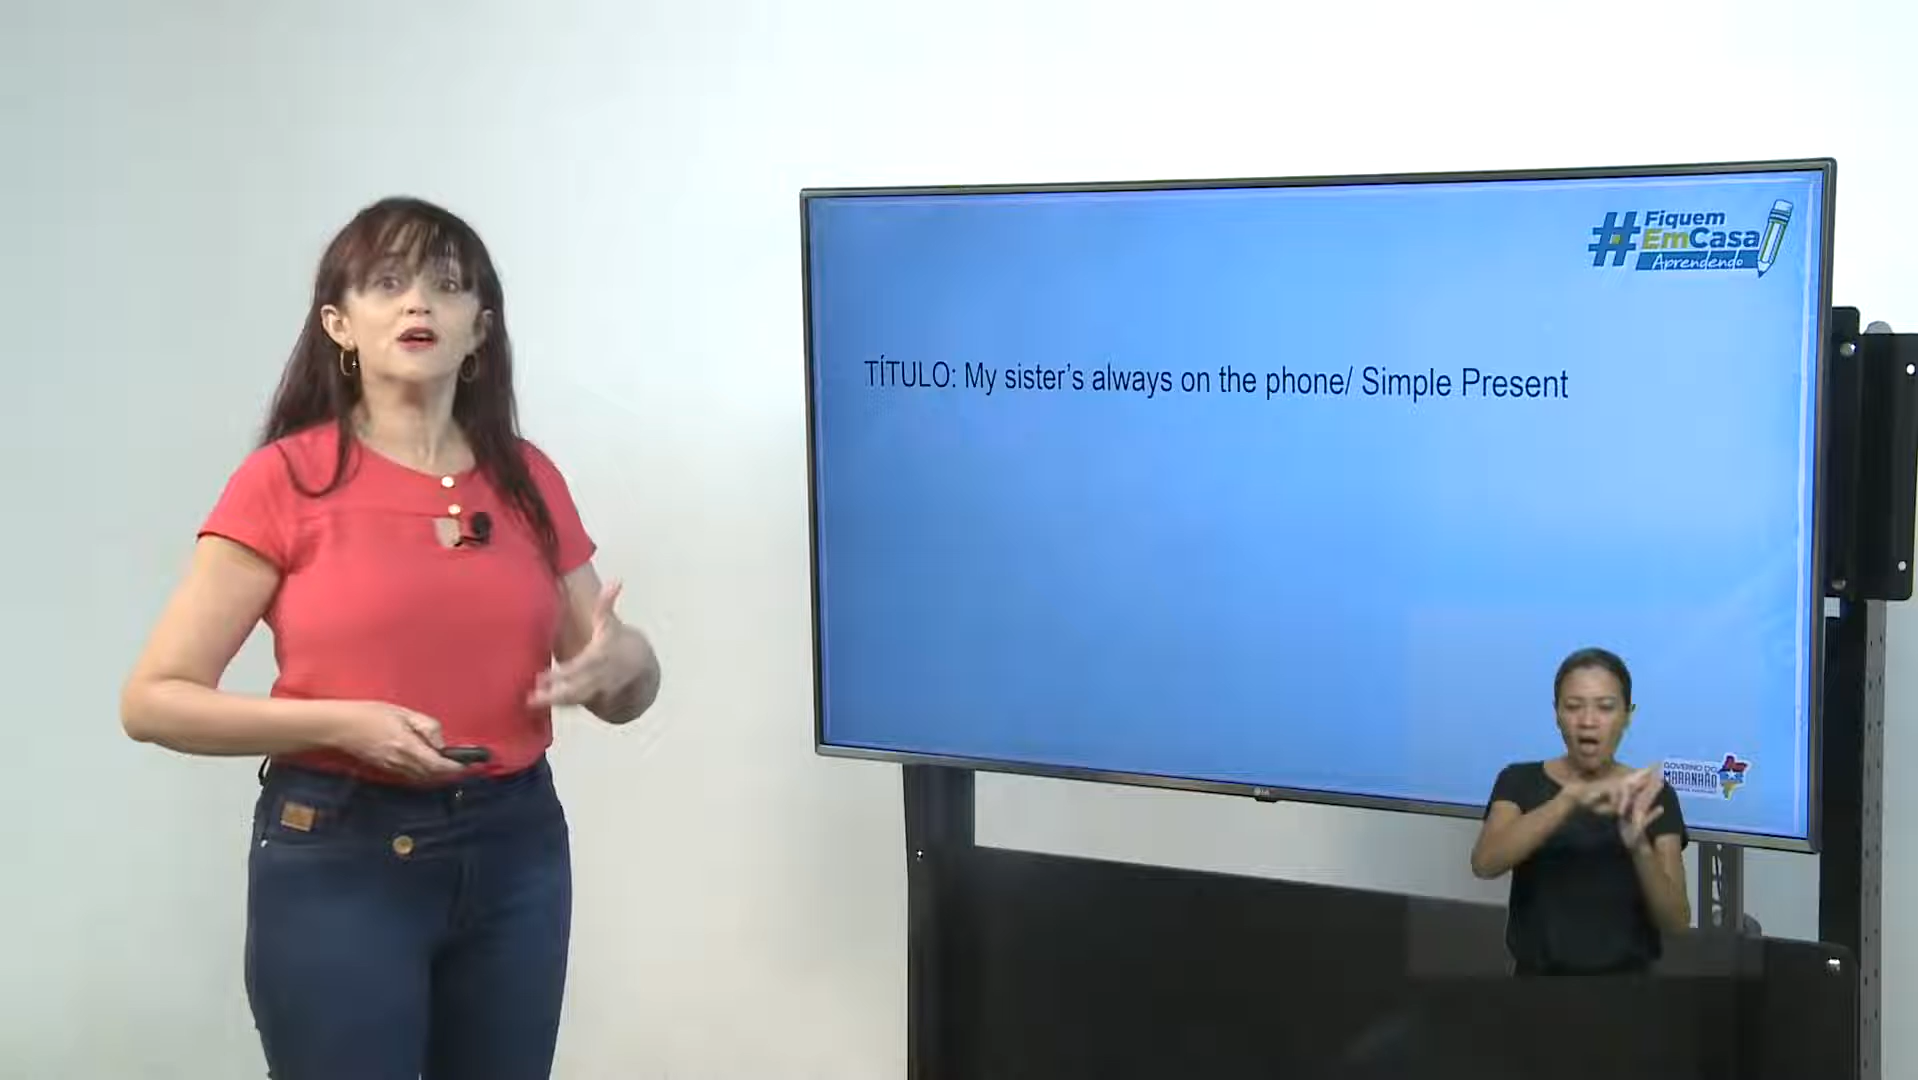 #Fiquem
EmCasa
Aprendendo
TÍTULO: My sister's always on the phone/ Simple Present
GOVERNO DO
MARANHÃO